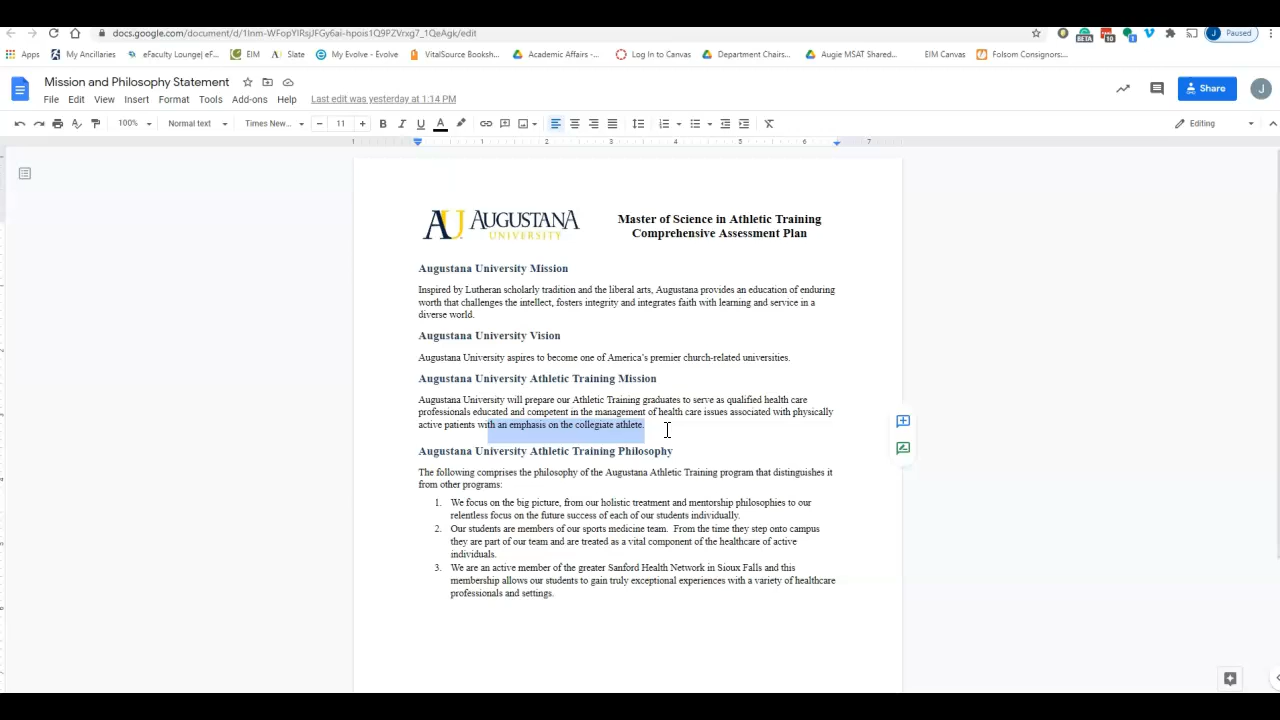 docs.google.com/document/d/1lnm-WFopYlRsJFGy6ai-hpois1Q9PZVrxg7_1QeAgk/edit
Paused
Apps My Ancillaries eFaculty Lounge| eF... EIM Slate My Evolve - Evolve VitalSource Booksh... Academic Affairs -... Log In to Canvas Department Chairs... Augie MSAT Shared... EIM Canvas Folsom Consignors:...
BETA 10
Mission and Philosophy Statement
File Edit View Insert Format Tools Add-ons Help Last edit was yesterday at 1:14 PM
Share J
100% Normal text Times New... 11 B I U A Editing
1 1 2 3 4 5 6 7
AU AUGUSTANA
UNIVERSITY
Master of Science in Athletic Training
Comprehensive Assessment Plan
Augustana University Mission
Inspired by Lutheran scholarly tradition and the liberal arts, Augustana provides an education of enduring
worth that challenges the intellect, fosters integrity and integrates faith with learning and service in a
diverse world.
Augustana University Vision
Augustana University aspires to become one of America's premier church-related universities.
Augustana University Athletic Training Mission
Augustana University will prepare our Athletic Training graduates to serve as qualified health care
professionals educated and competent in the management of health care issues associated with physically
active patients with an emphasis on the collegiate athlete.
Augustana University Athletic Training Philosophy
The following comprises the philosophy of the Augustana Athletic Training program that distinguishes it
from other programs:
1. We focus on the big picture, from our holistic treatment and mentorship philosophies to our
relentless focus on the future success of each of our students individually.
2. Our students are members of our sports medicine team. From the time they step onto campus
they are part of our team and are treated as a vital component of the healthcare of active
individuals.
3. We are an active member of the greater Sanford Health Network in Sioux Falls and this
membership allows our students to gain truly exceptional experiences with a variety of healthcare
professionals and settings.